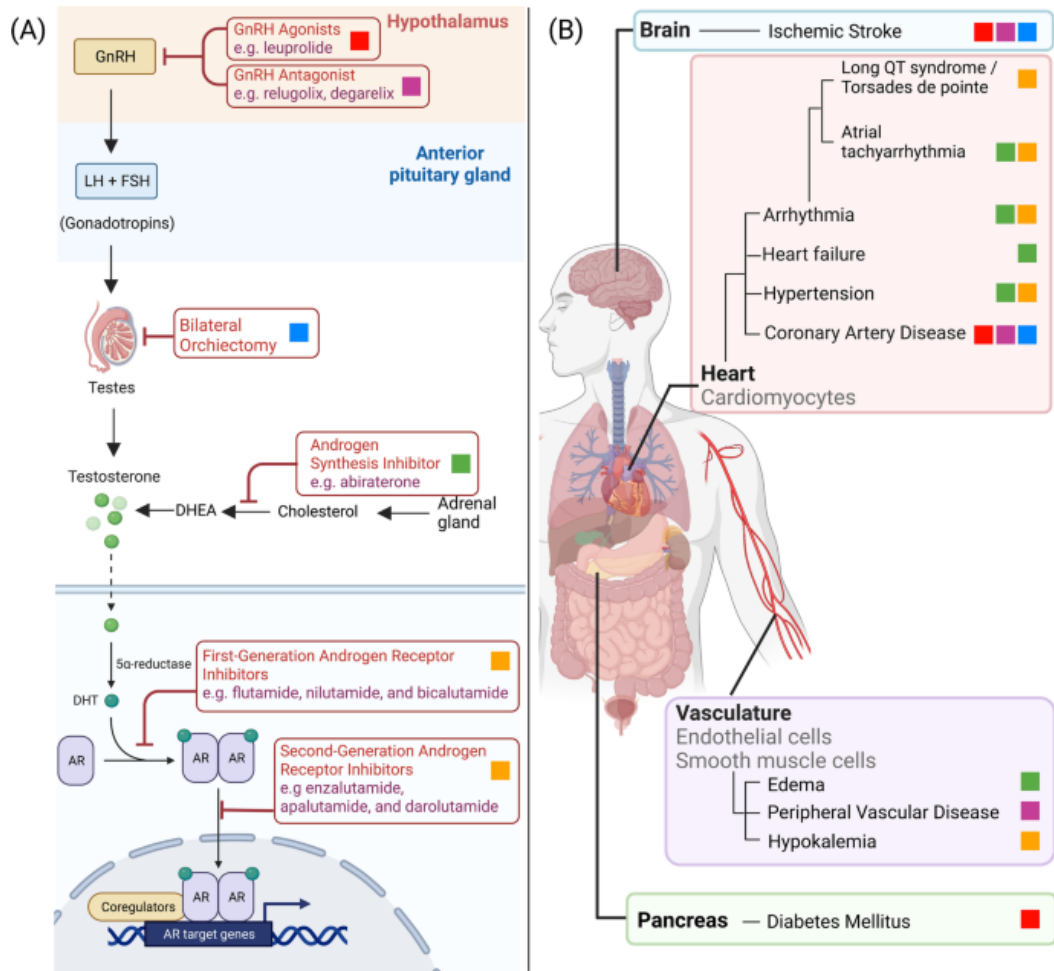 (A)
Hypothalamus
GnRH
GnRH Agonists
e.g. leuprolide
GnRH Antagonist
e.g. relugolix, degarelix
Anterior
pituitary gland
LH + FSH
(Gonadotropins)
Bilateral
Orchiectomy
Testes
Androgen
Synthesis Inhibitor
e.g. abiraterone
Testosterone
DHEA
Cholesterol
Adrenal
gland
5α-reductase
First-Generation Androgen Receptor
Inhibitors
e.g. flutamide, nilutamide, and bicalutamide
DHT
AR
AR AR
Second-Generation Androgen
Receptor Inhibitors
e.g enzalutamide,
apalutamide, and darolutamide
Coregulators
AR AR
AR target genes
(B)
Brain
Ischemic Stroke
Long QT syndrome /
Torsades de pointe
Atrial
tachyarrhythmia
Arrhythmia
Heart failure
Hypertension
Coronary Artery Disease
Heart
Cardiomyocytes
Vasculature
Endothelial cells
Smooth muscle cells
Edema
Peripheral Vascular Disease
Hypokalemia
Pancreas
Diabetes Mellitus